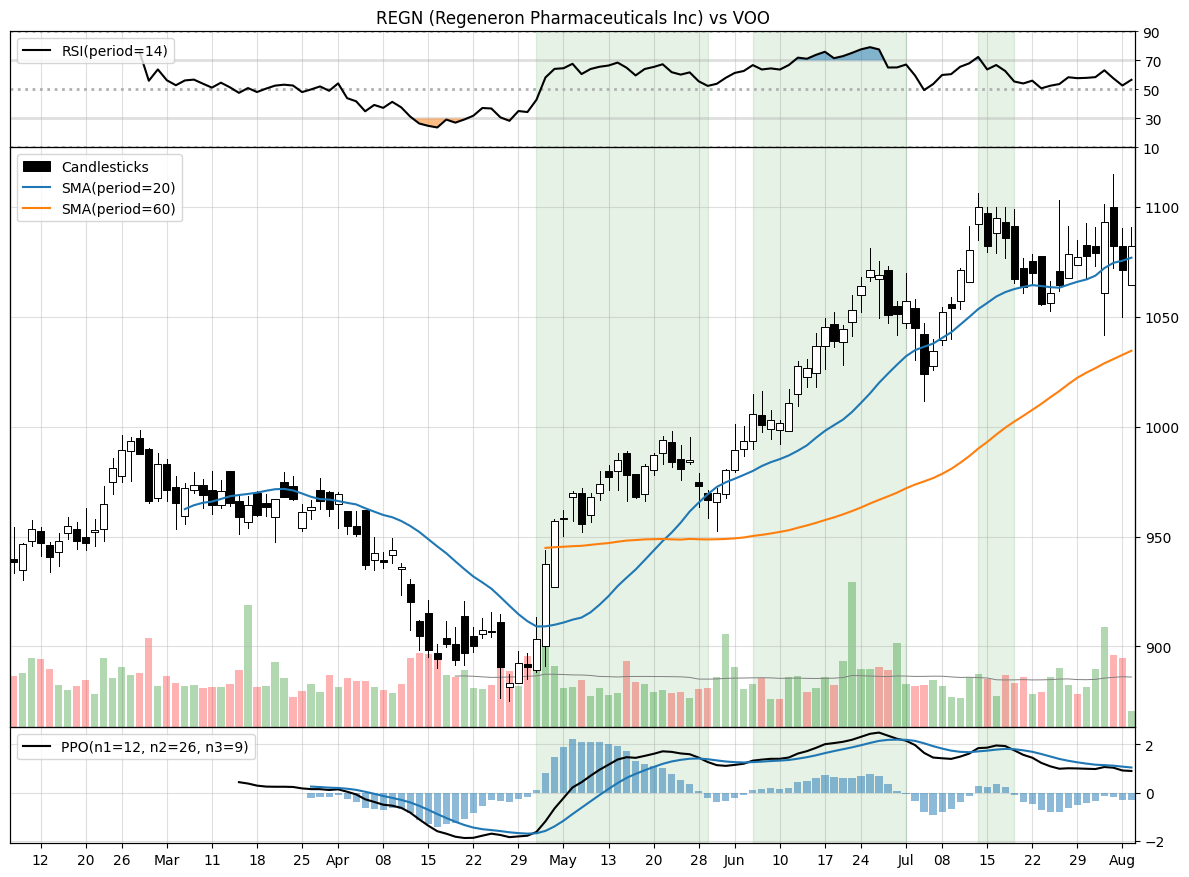 REGN (Regeneron Pharmaceuticals Inc) vs VOO
RSI(period=14)
90
70
50
30
10
Candlesticks
SMA(period=20)
SMA(period=60)
1100
1050
1000
950
900
PPO(n1=12, n2=26, n3=9)
2
0
−2
12 20 26 Mar 11 18 25 Apr 08 15 22 29 May 13 20 28 Jun 10 17 24 Jul 08 15 22 29 Aug